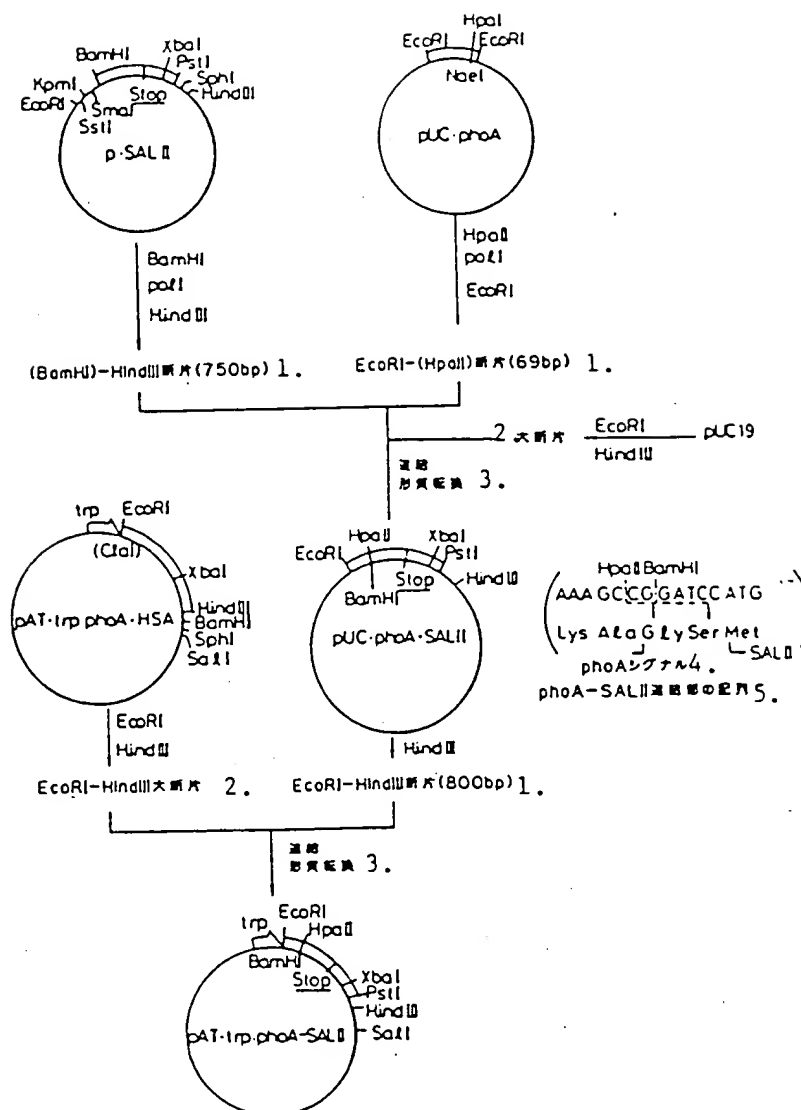 BamHI
XbaI
PstI
SphI
HindIII
KpnI
EcoRI
SstI
SmaI
Stop
p·SAL II
HpaI
EcoRI
EcoRI
NaeI
pUC·phoA
BamHI
polI
HindIII
HpaII
polI
EcoRI
(BamHI)-HindIII断片(750bp) 1.
EcoRI-(HpaII)断片(69bp) 1.
2 大断片
EcoRI
HindIII
pUC19
連結
形質転換 3.
trp
EcoRI
(ClaI)
XbaI
HindIII
BamHI
SphI
SalI
pAT·trp phoA·HSA
EcoRI
HpaII
XbaI
PstI
Stop
HindIII
BamHI
pUC·phoA·SALII
HpaII BamHI
AAA GCC GGATCC ATG
Lys Ala Gly Ser Met
SALII
phoAシグナル 4.
phoA-SALII連結部の配列 5.
EcoRI
HindIII
HindIII
EcoRI-HindIII大断片 2.
EcoRI-HindIII断片(800bp) 1.
連結
形質転換 3.
trp
EcoRI
HpaII
BamHI
Stop
XbaI
PstI
HindIII
SalI
pAT·trp·phoA-SALII